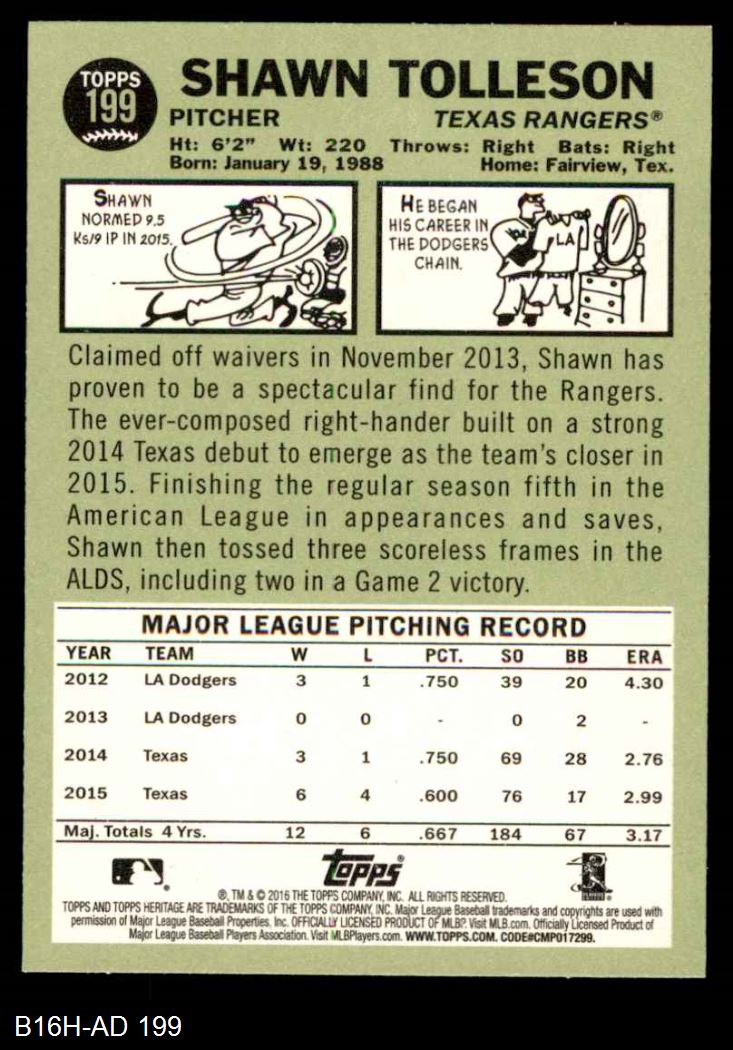 TOPPS
199
SHAWN TOLLESON
PITCHER TEXAS RANGERS®
Ht: 6'2" Wt: 220 Throws: Right Bats: Right
Born: January 19, 1988 Home: Fairview, Tex.
SHAWN
NORMED 9.5
Ks/9 IP IN 2015.
HE BEGAN
HIS CAREER IN
THE DODGERS
CHAIN.
LA
Claimed off waivers in November 2013, Shawn has
proven to be a spectacular find for the Rangers.
The ever-composed right-hander built on a strong
2014 Texas debut to emerge as the team's closer in
2015. Finishing the regular season fifth in the
American League in appearances and saves,
Shawn then tossed three scoreless frames in the
ALDS, including two in a Game 2 victory.
MAJOR LEAGUE PITCHING RECORD
YEAR TEAM W L PCT. SO BB ERA
2012 LA Dodgers 3 1 .750 39 20 4.30
2013 LA Dodgers 0 0 - 0 2 -
2014 Texas 3 1 .750 69 28 2.76
2015 Texas 6 4 .600 76 17 2.99
Maj. Totals 4 Yrs. 12 6 .667 184 67 3.17
topps®
®, TM & © 2016 THE TOPPS COMPANY, INC. ALL RIGHTS RESERVED.
TOPPS AND TOPPS HERITAGE ARE TRADEMARKS OF THE TOPPS COMPANY, INC. Major League Baseball trademarks and copyrights are used with
permission of Major League Baseball Properties, Inc. OFFICIALLY LICENSED PRODUCT OF MLBP. Visit MLB.com. Officially Licensed Product of
Major League Baseball Players Association. Visit MLBPlayers.com. WWW.TOPPS.COM. CODE#CMP017299.
B16H-AD 199